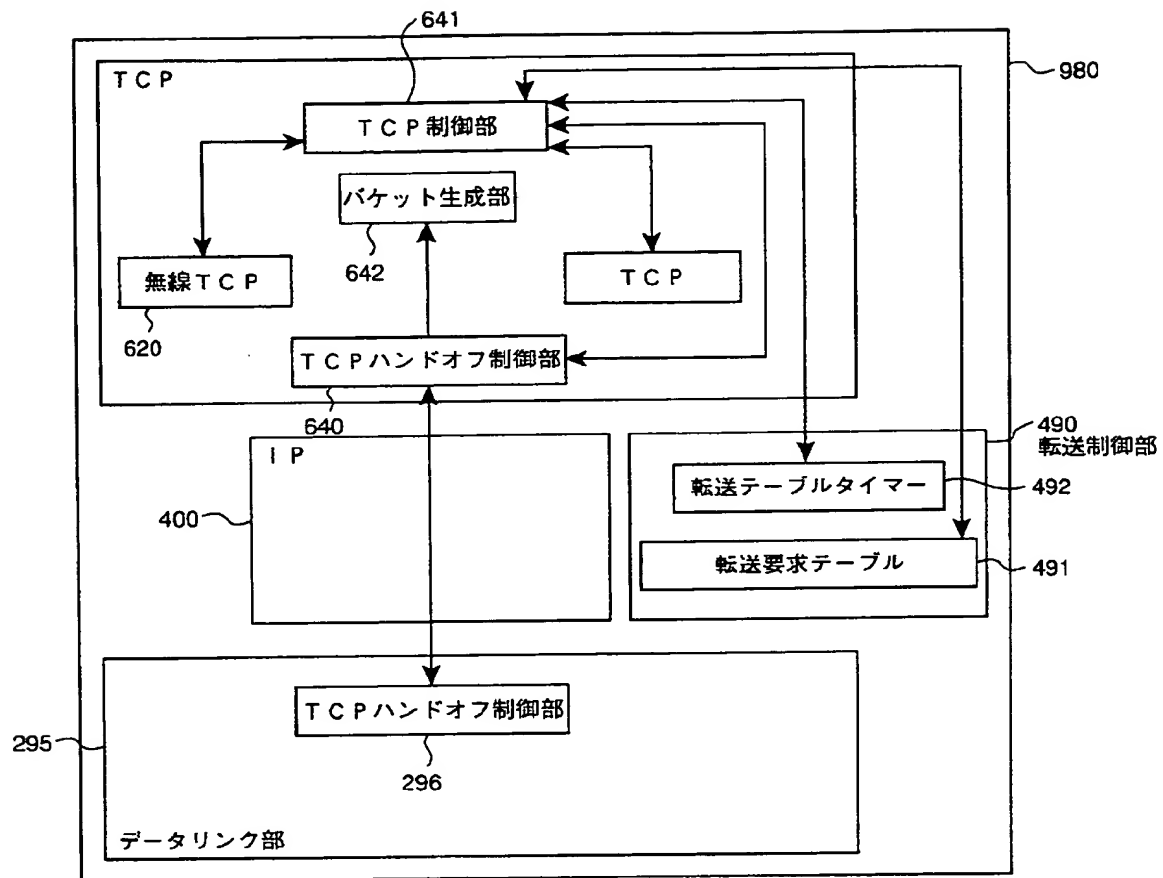 641
980
ＴＣＰ
ＴＣＰ制御部
パケット生成部
642
無線ＴＣＰ
620
ＴＣＰ
ＴＣＰハンドオフ制御部
640
ＩＰ
400
490
転送制御部
転送テーブルタイマー
492
転送要求テーブル
491
ＴＣＰハンドオフ制御部
296
295
データリンク部